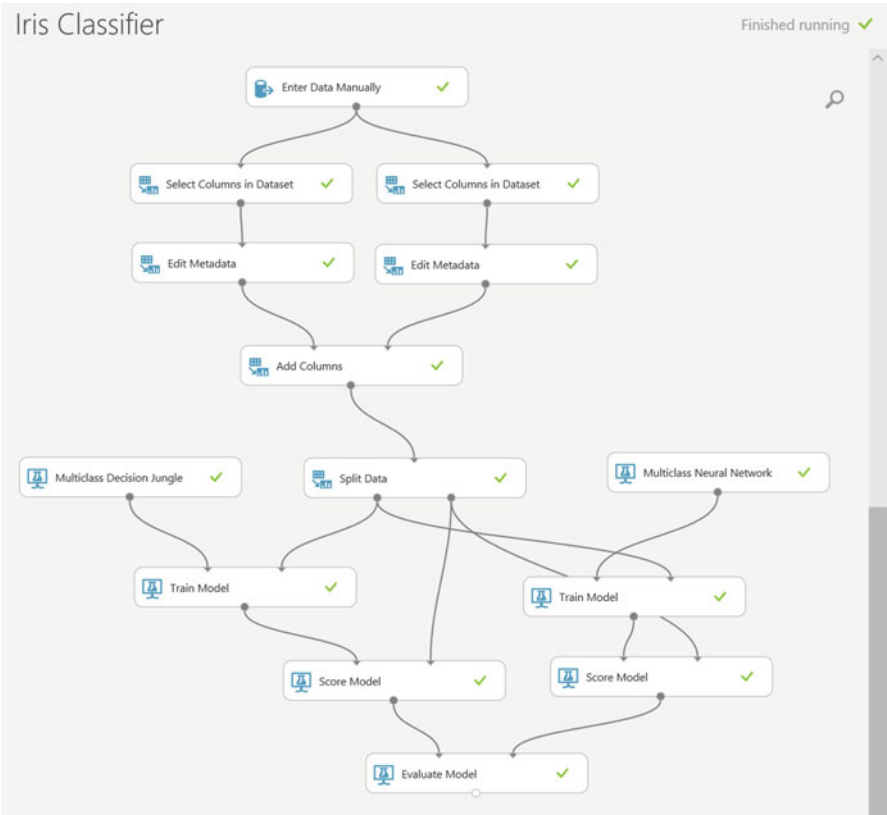 Iris Classifier
Finished running
Enter Data Manually
Select Columns in Dataset
Select Columns in Dataset
Edit Metadata
Edit Metadata
Add Columns
Multiclass Decision Jungle
Split Data
Multiclass Neural Network
Train Model
Train Model
Score Model
Score Model
Evaluate Model